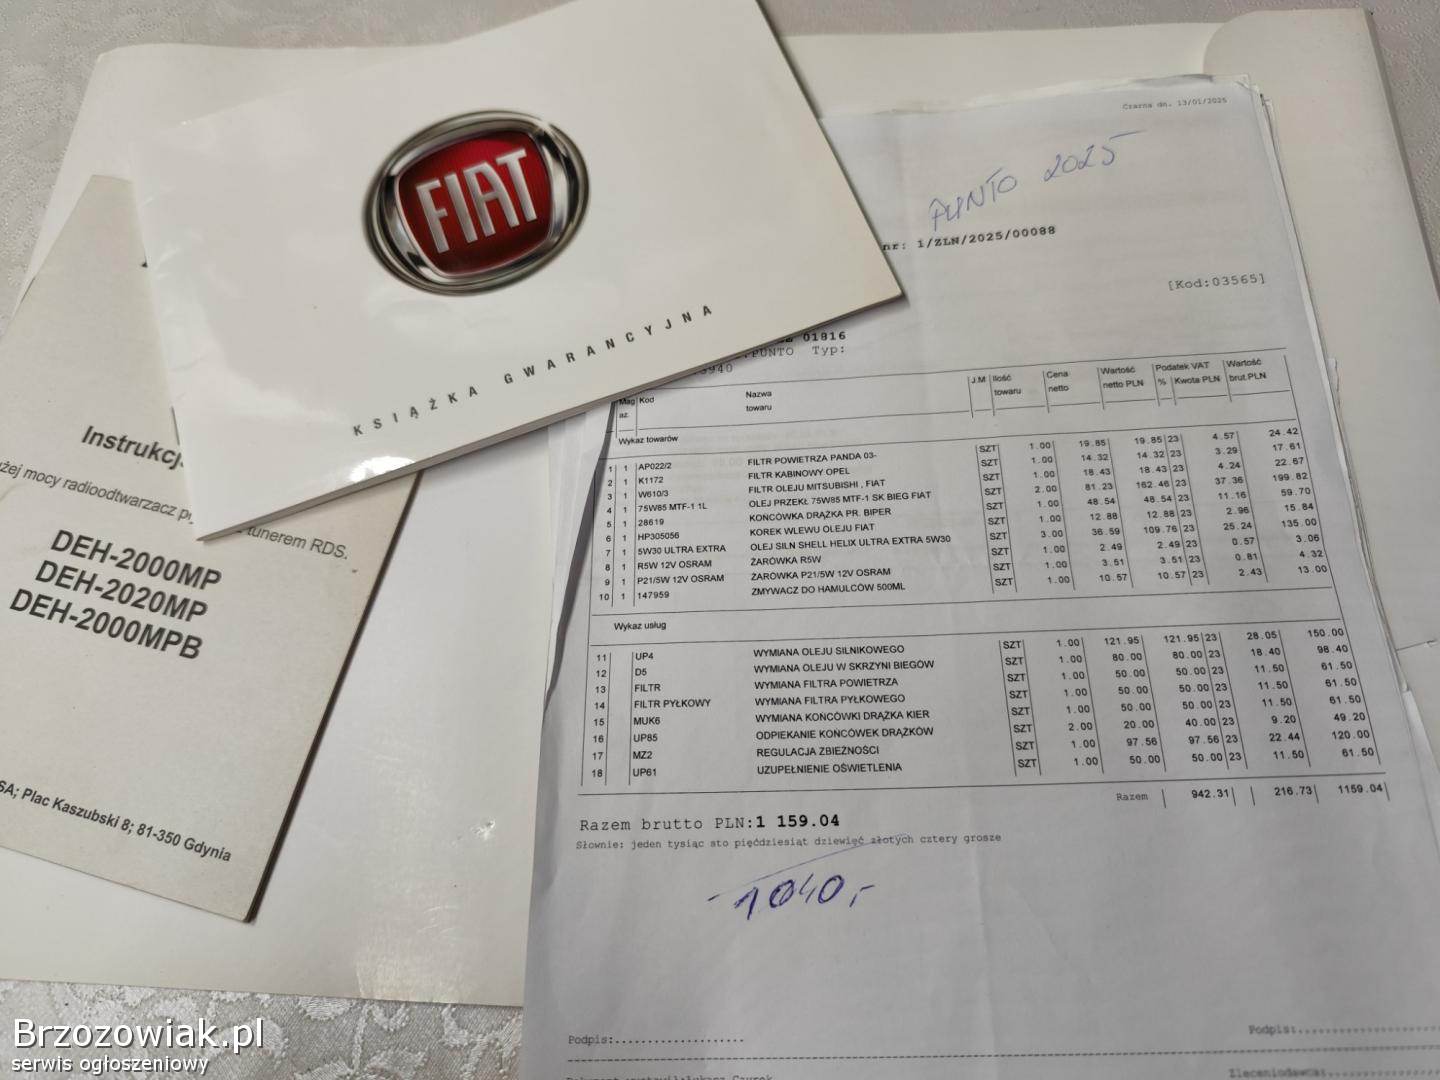 FIAT
KSIĄŻKA GWARANCYJNA
DEH-2000MP
DEH-2020MP
DEH-2000MPB
tunerem RDS.
SA; Plac Kaszubski 8; 81-350 Gdynia
Czarna dn. 13/01/2025
PUNTO 2025
nr: 1/ZLN/2025/00088
[Kod:03565]
01816
PUNTO Typ:
Mag az. Kod Nazwa towaru J.M Ilość towaru Cena netto Wartość netto PLN Podatek VAT % Kwota PLN Wartość brut.PLN
Wykaz towarów
1 1 AP022/2 FILTR POWIETRZA PANDA 03- SZT 1.00 19.85 19.85 23 4.57 24.42
2 1 K1172 FILTR KABINOWY OPEL SZT 1.00 14.32 14.32 23 3.29 17.61
3 1 W610/3 FILTR OLEJU MITSUBISHI , FIAT SZT 1.00 18.43 18.43 23 4.24 22.67
4 1 75W85 MTF-1 1L OLEJ PRZEKŁ 75W85 MTF-1 SK BIEG FIAT SZT 2.00 81.23 162.46 23 37.36 199.82
5 1 28619 KOŃCÓWKA DRĄŻKA PR. BIPER SZT 1.00 48.54 48.54 23 11.16 59.70
6 1 HP305056 KOREK WLEWU OLEJU FIAT SZT 1.00 12.88 12.88 23 2.96 15.84
7 1 5W30 ULTRA EXTRA OLEJ SILN SHELL HELIX ULTRA EXTRA 5W30 SZT 3.00 36.59 109.76 23 25.24 135.00
8 1 R5W 12V OSRAM ŻARÓWKA R5W SZT 1.00 2.49 2.49 23 0.57 3.06
9 1 P21/5W 12V OSRAM ŻARÓWKA P21/5W 12V OSRAM SZT 1.00 3.51 3.51 23 0.81 4.32
10 1 147959 ZMYWACZ DO HAMULCÓW 500ML SZT 1.00 10.57 10.57 23 2.43 13.00
Wykaz usług
11 UP4 WYMIANA OLEJU SILNIKOWEGO SZT 1.00 121.95 121.95 23 28.05 150.00
12 D5 WYMIANA OLEJU W SKRZYNI BIEGÓW SZT 1.00 80.00 80.00 23 18.40 98.40
13 FILTR WYMIANA FILTRA POWIETRZA SZT 1.00 50.00 50.00 23 11.50 61.50
14 FILTR PYŁKOWY WYMIANA FILTRA PYŁKOWEGO SZT 1.00 50.00 50.00 23 11.50 61.50
15 MUK6 WYMIANA KOŃCÓWKI DRĄŻKA KIER SZT 1.00 50.00 50.00 23 11.50 61.50
16 UP85 ODPIEKANIE KOŃCÓWEK DRĄŻKÓW SZT 2.00 20.00 40.00 23 9.20 49.20
17 MZ2 REGULACJA ZBIEŻNOŚCI SZT 1.00 97.56 97.56 23 22.44 120.00
18 UP61 UZUPEŁNIENIE OŚWIETLENIA SZT 1.00 50.00 50.00 23 11.50 61.50
Razem 942.31 216.73 1159.04
Razem brutto PLN:1 159.04
Słownie: jeden tysiąc sto pięćdziesiąt dziewięć złotych cztery grosze
- 1040,-
Podpis:
Podpis:
Brzozowiak.pl
serwis ogłoszeniowy